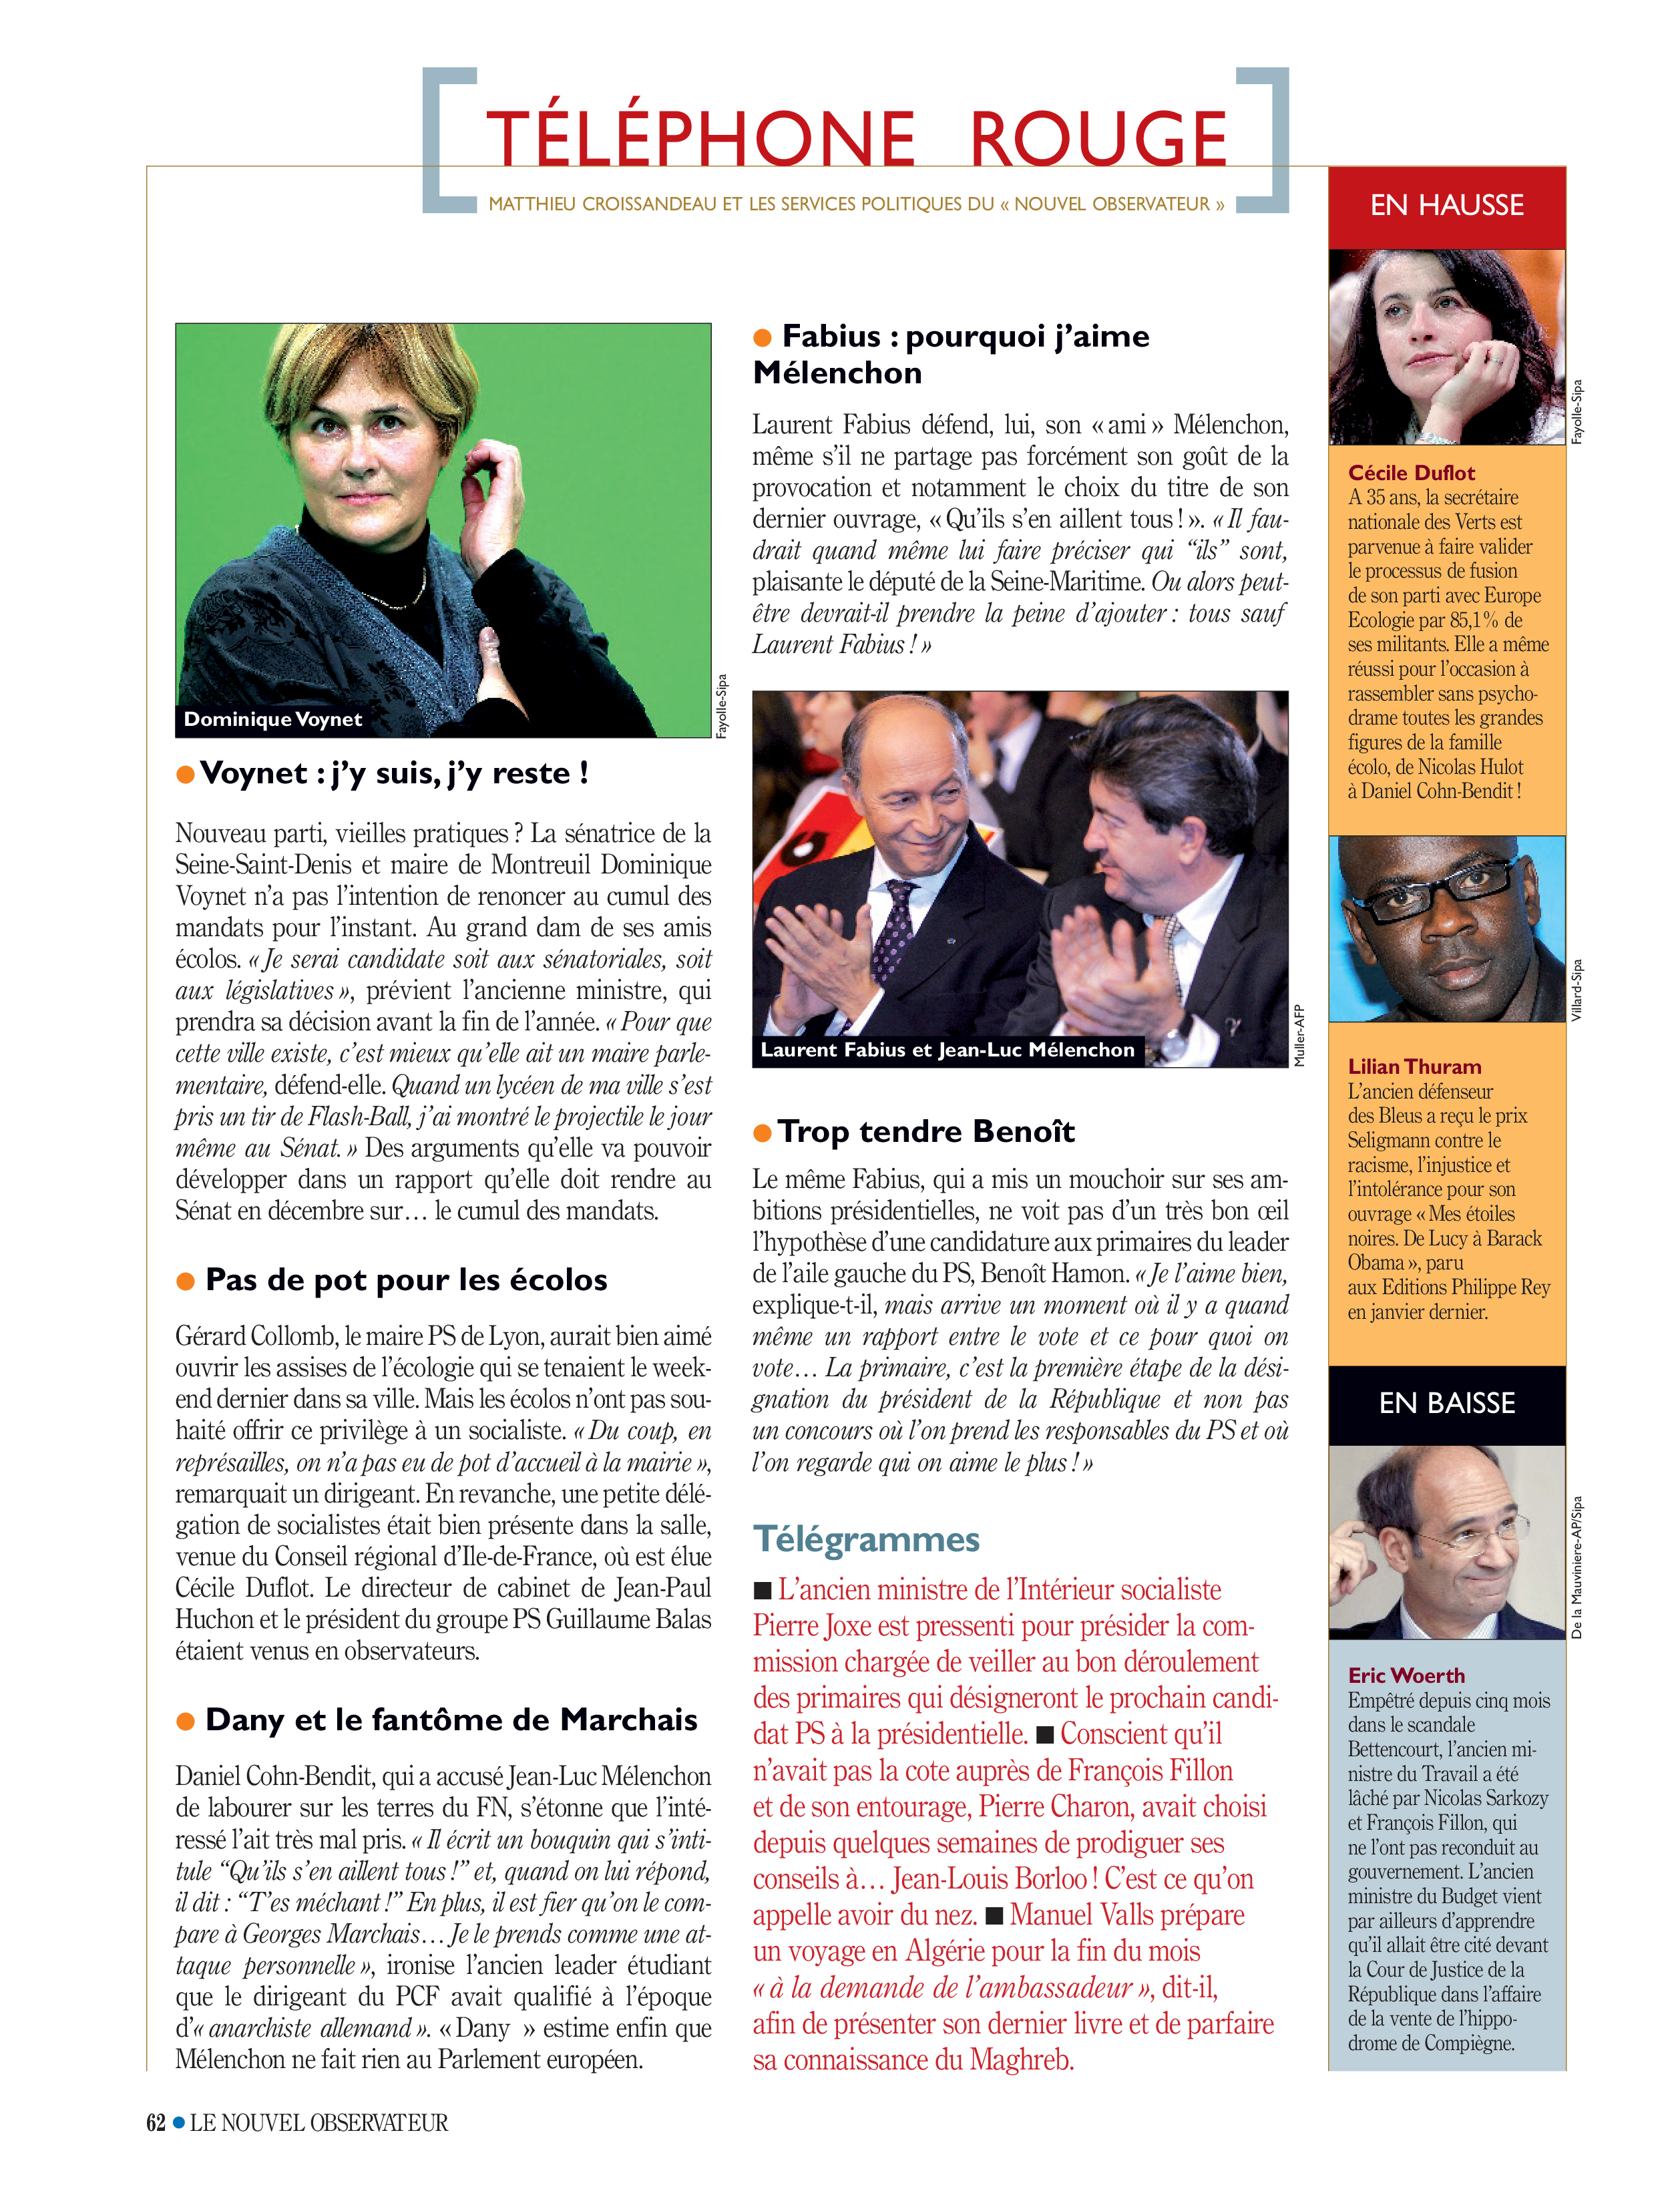 TÉLÉPHONE ROUGE
MATTHIEU CROISSANDEAU ET LES SERVICES POLITIQUES DU « NOUVEL OBSERVATEUR »
Dominique Voynet
Fayolle-Sipa
● Voynet : j’y suis, j’y reste !
Nouveau parti, vieilles pratiques ? La sénatrice de la
Seine-Saint-Denis et maire de Montreuil Dominique
Voynet n’a pas l’intention de renoncer au cumul des
mandats pour l’instant. Au grand dam de ses amis
écolos. « Je serai candidate soit aux sénatoriales, soit
aux législatives », prévient l’ancienne ministre, qui
prendra sa décision avant la fin de l’année. « Pour que
cette ville existe, c’est mieux qu’elle ait un maire parle-
mentaire, défend-elle. Quand un lycéen de ma ville s’est
pris un tir de Flash-Ball, j’ai montré le projectile le jour
même au Sénat. » Des arguments qu’elle va pouvoir
développer dans un rapport qu’elle doit rendre au
Sénat en décembre sur… le cumul des mandats.
● Pas de pot pour les écolos
Gérard Collomb, le maire PS de Lyon, aurait bien aimé
ouvrir les assises de l’écologie qui se tenaient le week-
end dernier dans sa ville. Mais les écolos n’ont pas sou-
haité offrir ce privilège à un socialiste. « Du coup, en
représailles, on n’a pas eu de pot d’accueil à la mairie »,
remarquait un dirigeant. En revanche, une petite délé-
gation de socialistes était bien présente dans la salle,
venue du Conseil régional d’Ile-de-France, où est élue
Cécile Duflot. Le directeur de cabinet de Jean-Paul
Huchon et le président du groupe PS Guillaume Balas
étaient venus en observateurs.
● Dany et le fantôme de Marchais
Daniel Cohn-Bendit, qui a accusé Jean-Luc Mélenchon
de labourer sur les terres du FN, s’étonne que l’inté-
ressé l’ait très mal pris. « Il écrit un bouquin qui s’inti-
tule “Qu’ils s’en aillent tous !” et, quand on lui répond,
il dit : “T’es méchant !” En plus, il est fier qu’on le com-
pare à Georges Marchais… Je le prends comme une at-
taque personnelle », ironise l’ancien leader étudiant
que le dirigeant du PCF avait qualifié à l’époque
d’« anarchiste allemand ». « Dany » estime enfin que
Mélenchon ne fait rien au Parlement européen.
● Fabius : pourquoi j’aime
Mélenchon
Laurent Fabius défend, lui, son « ami » Mélenchon,
même s’il ne partage pas forcément son goût de la
provocation et notamment le choix du titre de son
dernier ouvrage, « Qu’ils s’en aillent tous ! ». « Il fau-
drait quand même lui faire préciser qui “ils” sont,
plaisante le député de la Seine-Maritime. Ou alors peut-
être devrait-il prendre la peine d’ajouter : tous sauf
Laurent Fabius ! »
Laurent Fabius et Jean-Luc Mélenchon
Muller-AFP
● Trop tendre Benoît
Le même Fabius, qui a mis un mouchoir sur ses am-
bitions présidentielles, ne voit pas d’un très bon œil
l’hypothèse d’une candidature aux primaires du leader
de l’aile gauche du PS, Benoît Hamon. « Je l’aime bien,
explique-t-il, mais arrive un moment où il y a quand
même un rapport entre le vote et ce pour quoi on
vote… La primaire, c’est la première étape de la dési-
gnation du président de la République et non pas
un concours où l’on prend les responsables du PS et où
l’on regarde qui on aime le plus ! »
Télégrammes
■ L’ancien ministre de l’Intérieur socialiste
Pierre Joxe est pressenti pour présider la com-
mission chargée de veiller au bon déroulement
des primaires qui désigneront le prochain candi-
dat PS à la présidentielle. ■ Conscient qu’il
n’avait pas la cote auprès de François Fillon
et de son entourage, Pierre Charon, avait choisi
depuis quelques semaines de prodiguer ses
conseils à… Jean-Louis Borloo ! C’est ce qu’on
appelle avoir du nez. ■ Manuel Valls prépare
un voyage en Algérie pour la fin du mois
« à la demande de l’ambassadeur », dit-il,
afin de présenter son dernier livre et de parfaire
sa connaissance du Maghreb.
EN HAUSSE
Fayolle-Sipa
Cécile Duflot
A 35 ans, la secrétaire
nationale des Verts est
parvenue à faire valider
le processus de fusion
de son parti avec Europe
Ecologie par 85,1 % de
ses militants. Elle a même
réussi pour l’occasion à
rassembler sans psycho-
drame toutes les grandes
figures de la famille
écolo, de Nicolas Hulot
à Daniel Cohn-Bendit !
Villard-Sipa
Lilian Thuram
L’ancien défenseur
des Bleus a reçu le prix
Seligmann contre le
racisme, l’injustice et
l’intolérance pour son
ouvrage « Mes étoiles
noires. De Lucy à Barack
Obama », paru
aux Editions Philippe Rey
en janvier dernier.
EN BAISSE
De la Mauviniere-AP/Sipa
Eric Woerth
Empêtré depuis cinq mois
dans le scandale
Bettencourt, l’ancien mi-
nistre du Travail a été
lâché par Nicolas Sarkozy
et François Fillon, qui
ne l’ont pas reconduit au
gouvernement. L’ancien
ministre du Budget vient
par ailleurs d’apprendre
qu’il allait être cité devant
la Cour de Justice de la
République dans l’affaire
de la vente de l’hippo-
drome de Compiègne.
62 ● LE NOUVEL OBSERVATEUR